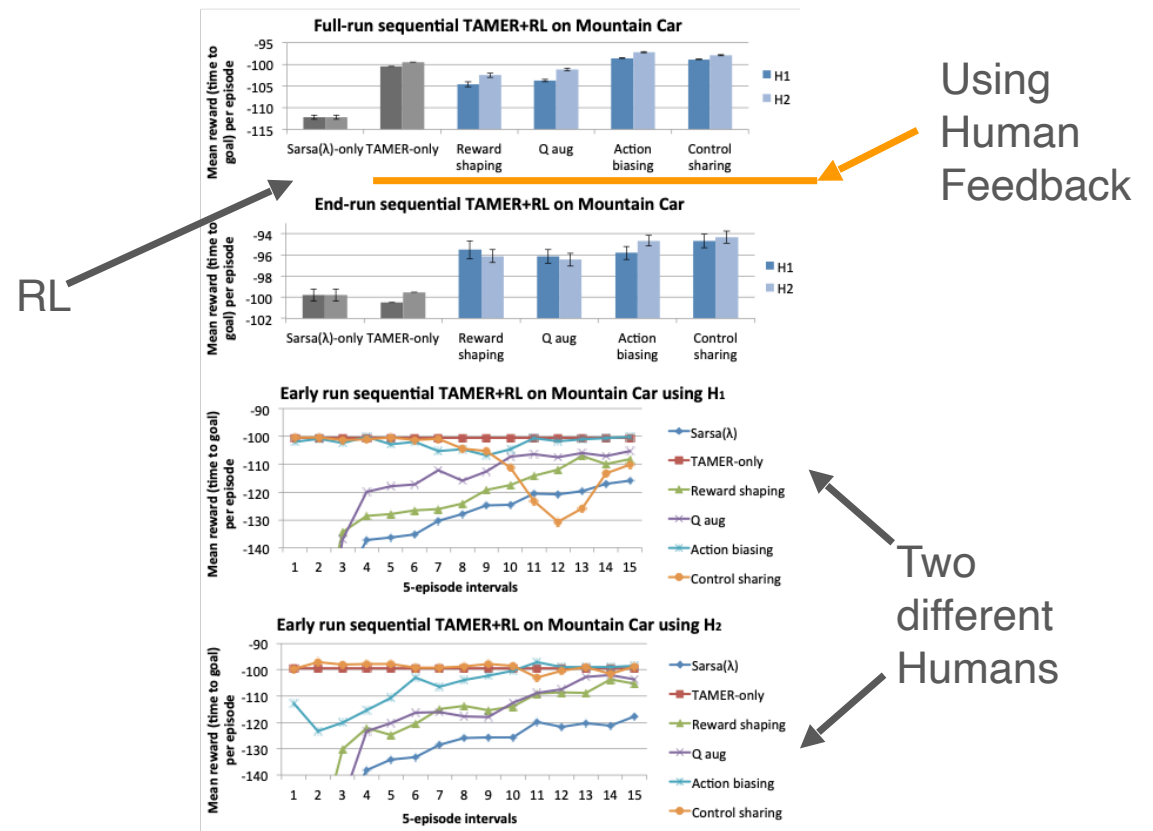 Full-run sequential TAMER+RL on Mountain Car
Mean reward (time to
goal) per episode
-95
-100
-105
-110
-115
Sarsa(λ)-only TAMER-only Reward shaping Q aug Action biasing Control sharing
H1
H2
Using
Human
Feedback
RL
End-run sequential TAMER+RL on Mountain Car
Mean reward (time to
goal) per episode
-94
-96
-98
-100
-102
Sarsa(λ)-only TAMER-only Reward shaping Q aug Action biasing Control sharing
H1
H2
Early run sequential TAMER+RL on Mountain Car using H1
Mean reward (time to goal)
per episode
-90
-100
-110
-120
-130
-140
1 2 3 4 5 6 7 8 9 10 11 12 13 14 15
5-episode intervals
Sarsa(λ)
TAMER-only
Reward shaping
Q aug
Action biasing
Control sharing
Two
different
Humans
Early run sequential TAMER+RL on Mountain Car using H2
Mean reward (time to goal)
per episode
-90
-100
-110
-120
-130
-140
1 2 3 4 5 6 7 8 9 10 11 12 13 14 15
5-episode intervals
Sarsa(λ)
TAMER-only
Reward shaping
Q aug
Action biasing
Control sharing